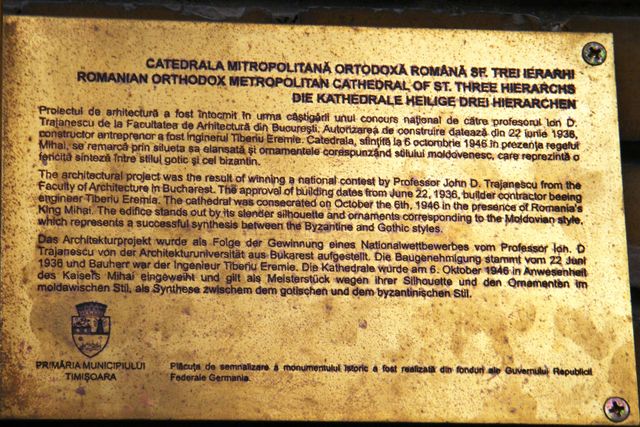 CATEDRALA MITROPOLITANĂ ORTODOXĂ ROMÂNĂ SF. TREI IERARHI
ROMANIAN ORTHODOX METROPOLITAN CATHEDRAL OF ST. THREE HIERARCHS
DIE KATHEDRALE HEILIGE DREI HIERARCHEN
Proiectul de arhitectură a fost întocmit în urma câştigării unui concurs naţional de către profesorul Ion D.
Trajanescu de la Facultatea de Arhitectură din Bucureşti. Autorizarea de construire datează din 22 iunie 1936,
constructor antreprenor a fost inginerul Tiberiu Eremie. Catedrala, sfinţită la 6 octombrie 1946 în prezenţa regelui
Mihai, se remarcă prin silueta sa elansată şi ornamentele corespunzând stilului moldovenesc, care reprezintă o
fericită sinteză între stilul gotic şi cel bizantin.
The architectural project was the result of winning a national contest by Professor John D. Trajanescu from the
Faculty of Architecture in Bucharest. The approval of building dates from June 22, 1936, builder contractor beeing
engineer Tiberiu Eremia. The cathedral was consecrated on October the 6th, 1946 in the presence of Romania's
King Mihai. The edifice stands out by its slender silhouette and ornaments corresponding to the Moldovian style,
which represents a successful synthesis between the Byzantine and Gothic styles.
Das Architekturprojekt wurde als Folge der Gewinnung eines Nationalwettbewerbes vom Professor Ion D.
Trajanescu von der Architekturuniversität aus Bukarest aufgestellt. Die Baugenehmigung stammt vom 22 Juni
1936 und Bauherr war der Ingenieur Tiberiu Eremie. Die Kathedrale wurde am 6. Oktober 1946 in Anwesenheit
des Kaisers Mihai eingeweiht und gilt als Meisterstück wegen ihrer Silhouette und den Ornamenten im
moldawischen Stil, als Synthese zwischem dem gotischen und dem byzantinischen Stil.
PRIMĂRIA MUNICIPIULUI
TIMIŞOARA
Plăcuţa de semnalizare a monumentului istoric a fost realizată din fonduri ale Guvernului Republicii
Federale Germania.